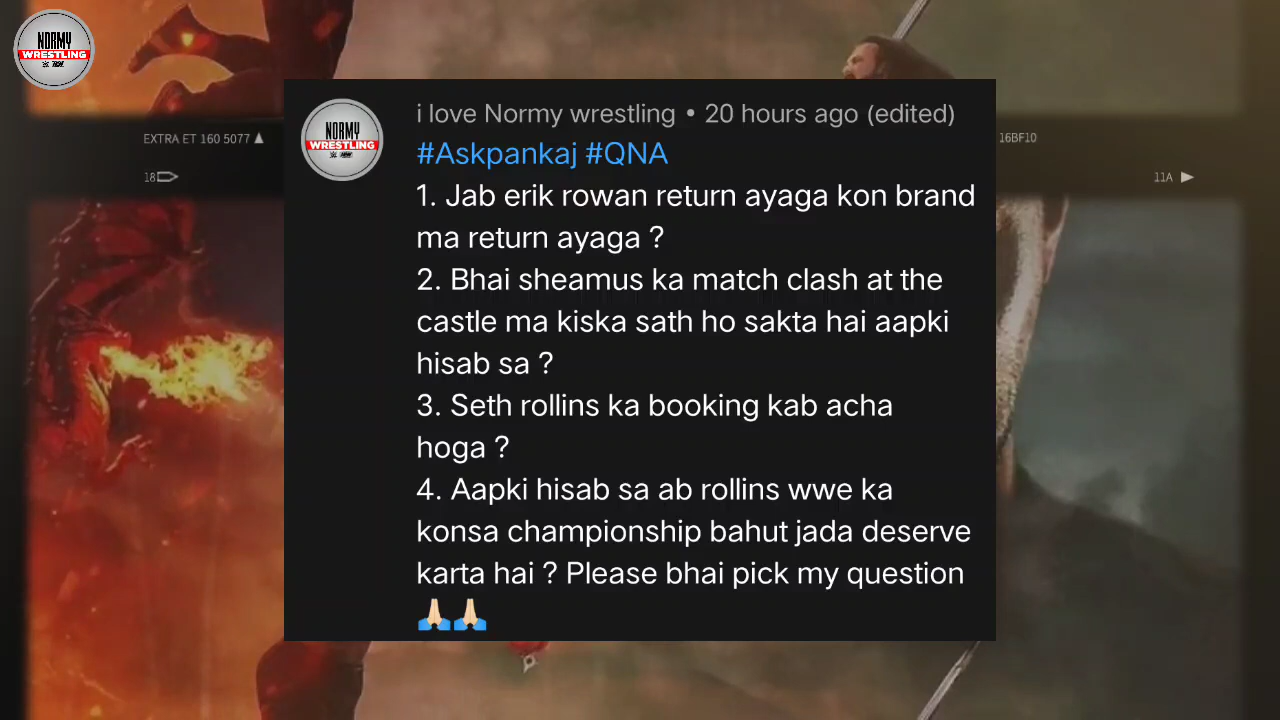 NORMY
WRESTLING
EXTRA ET 160 5077
18
16BF10
11A
NORMY
WRESTLING
i love Normy wrestling • 20 hours ago (edited)
#Askpankaj #QNA
1. Jab erik rowan return ayaga kon brand
ma return ayaga ?
2. Bhai sheamus ka match clash at the
castle ma kiska sath ho sakta hai aapki
hisab sa ?
3. Seth rollins ka booking kab acha
hoga ?
4. Aapki hisab sa ab rollins wwe ka
konsa championship bahut jada deserve
karta hai ? Please bhai pick my question
🙏🏻🙏🏻